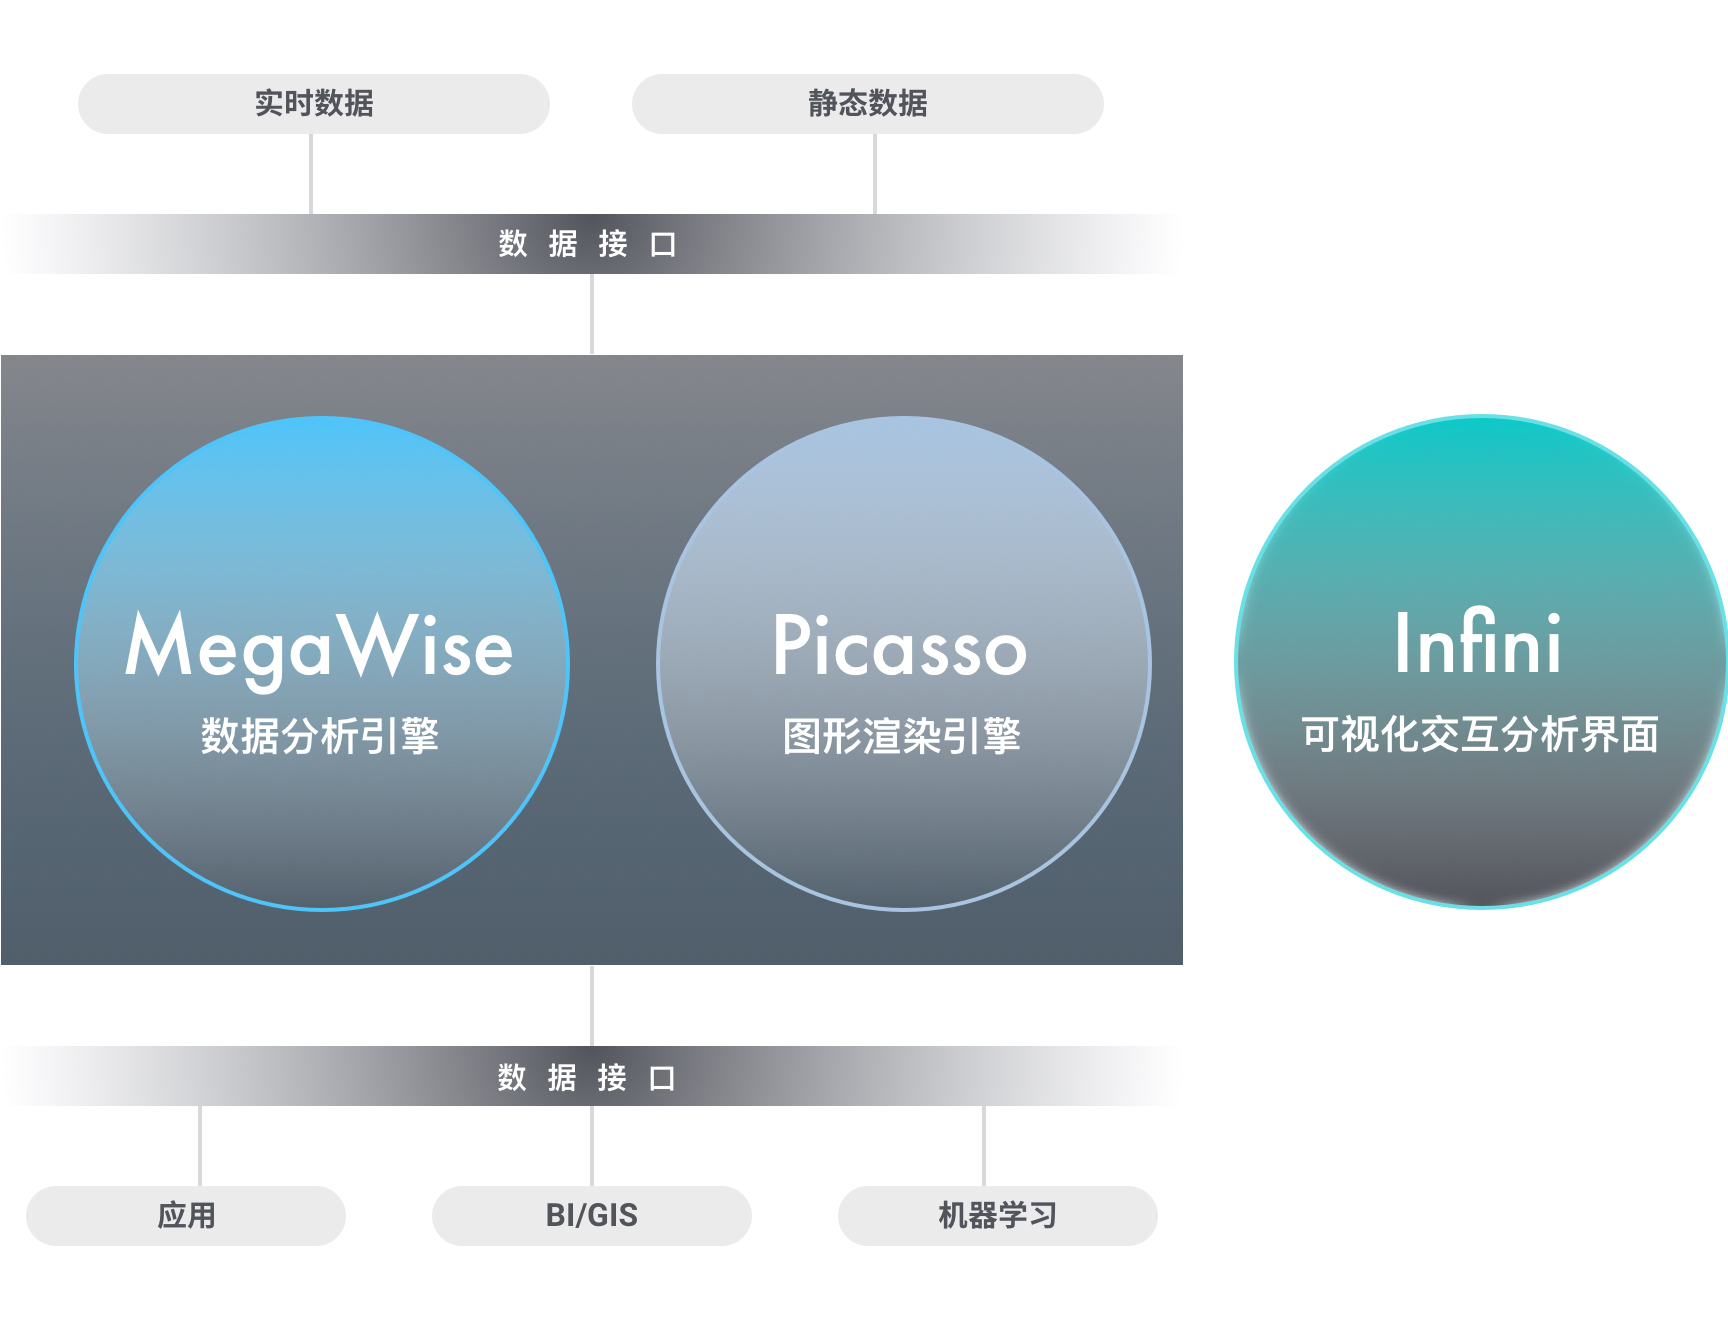 实时数据
静态数据
数据接口
MegaWise
数据分析引擎
Picasso
图形渲染引擎
Infini
可视化交互分析界面
数据接口
应用
BI/GIS
机器学习